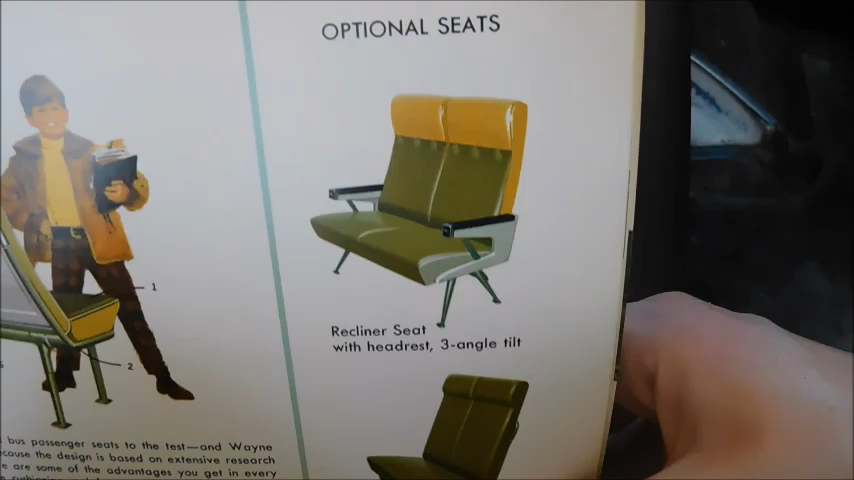 OPTIONAL SEATS
1
2
Recliner Seat
with headrest, 3-angle tilt
bus passenger seats to the test—and Wayne
cause the design is based on extensive research
e are some of the advantages you get in every